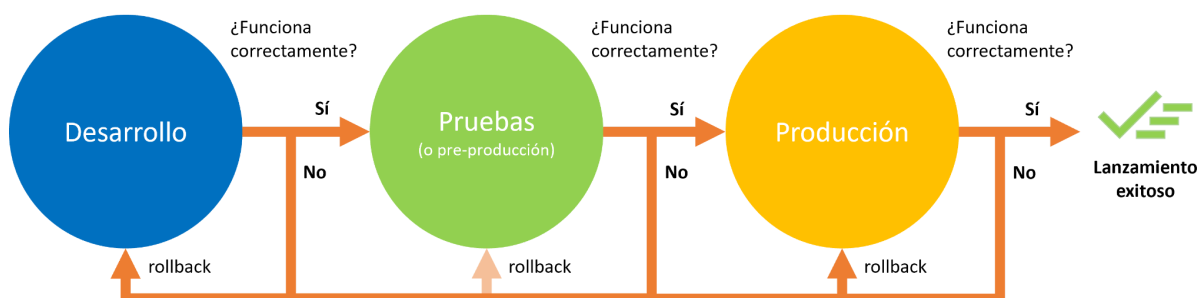 ¿Funciona
correctamente?
Desarrollo
Sí
No
rollback
¿Funciona
correctamente?
Pruebas
(o pre-producción)
Sí
No
rollback
¿Funciona
correctamente?
Producción
Sí
No
rollback
Lanzamiento
exitoso